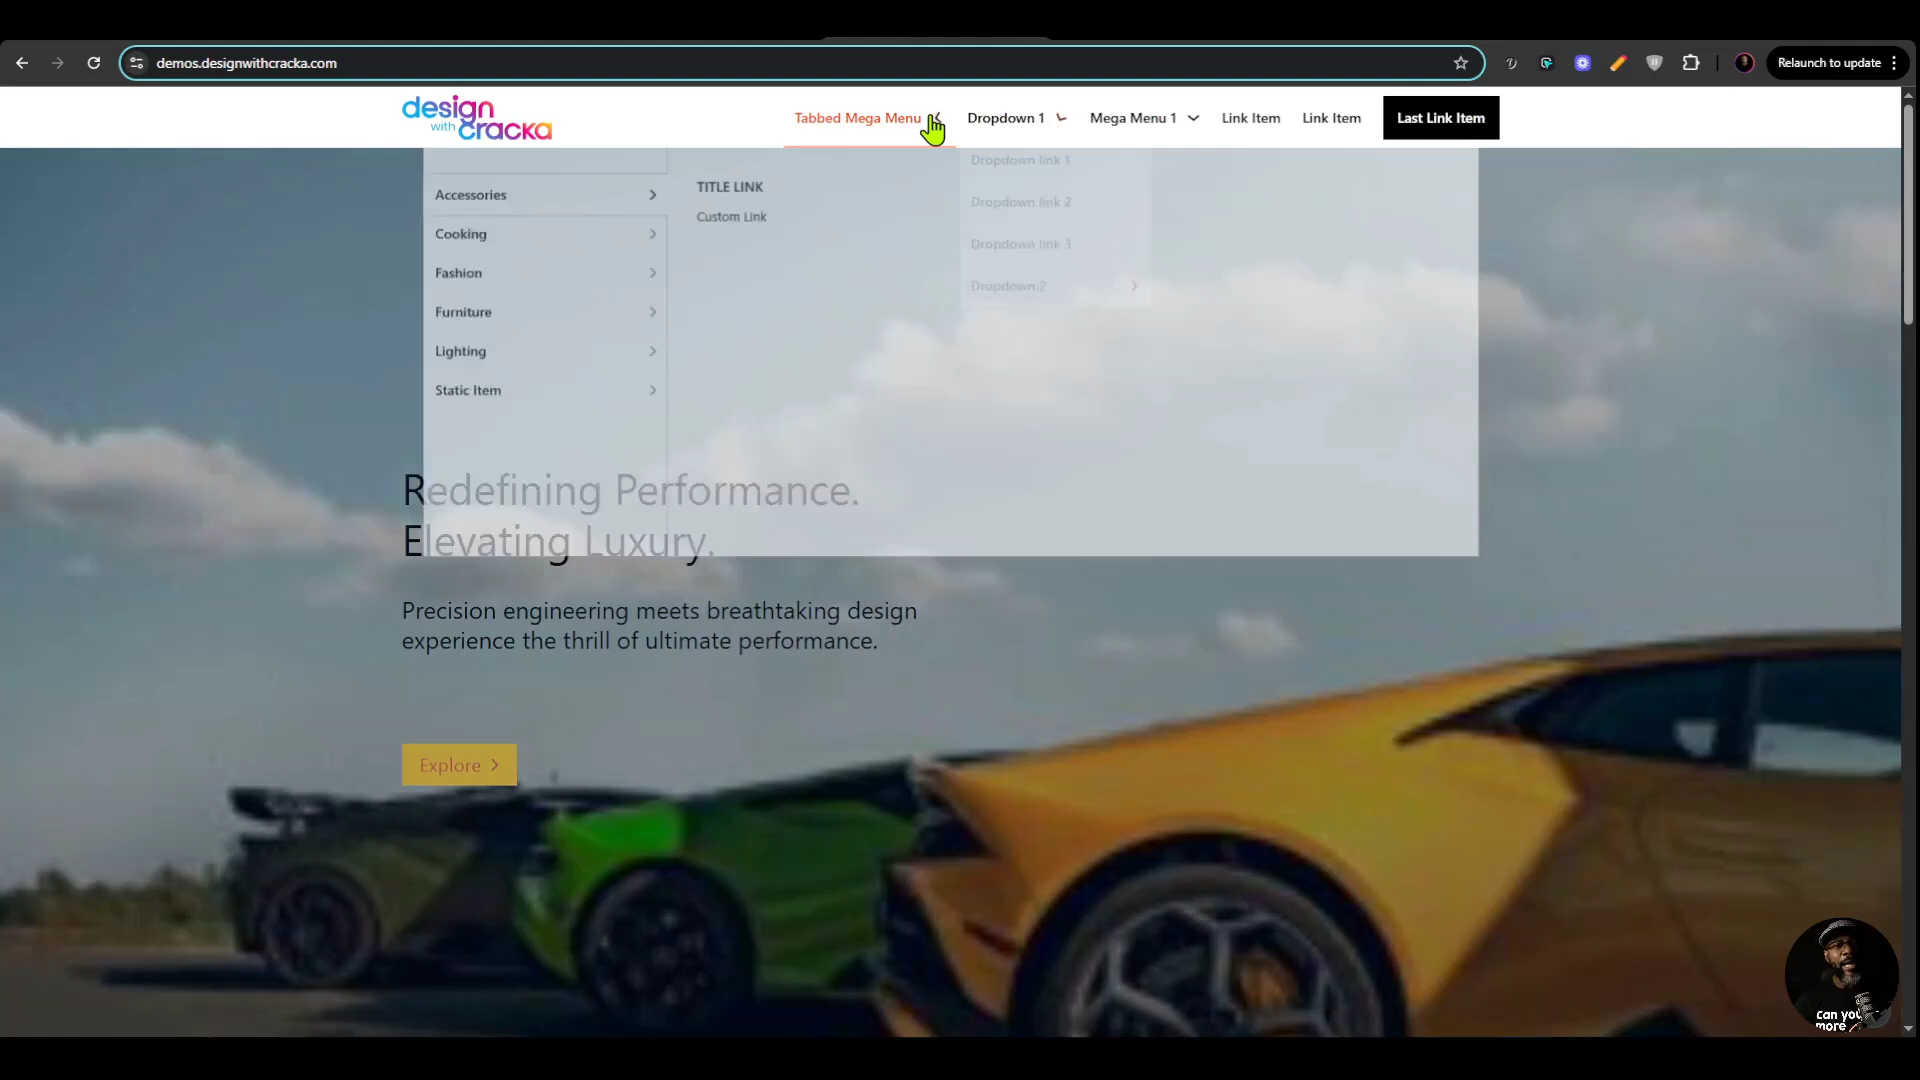 demos.designwithcracka.com
Relaunch to update
design
with cracka
Tabbed Mega Menu
Dropdown 1
Mega Menu 1
Link Item
Link Item
Last Link Item
Accessories
Cooking
Fashion
Furniture
Lighting
Static Item
TITLE LINK
Custom Link
Dropdown link 1
Dropdown link 2
Dropdown link 3
Dropdown 2
Redefining Performance.
Elevating Luxury.
Precision engineering meets breathtaking design
experience the thrill of ultimate performance.
Explore
can you
more